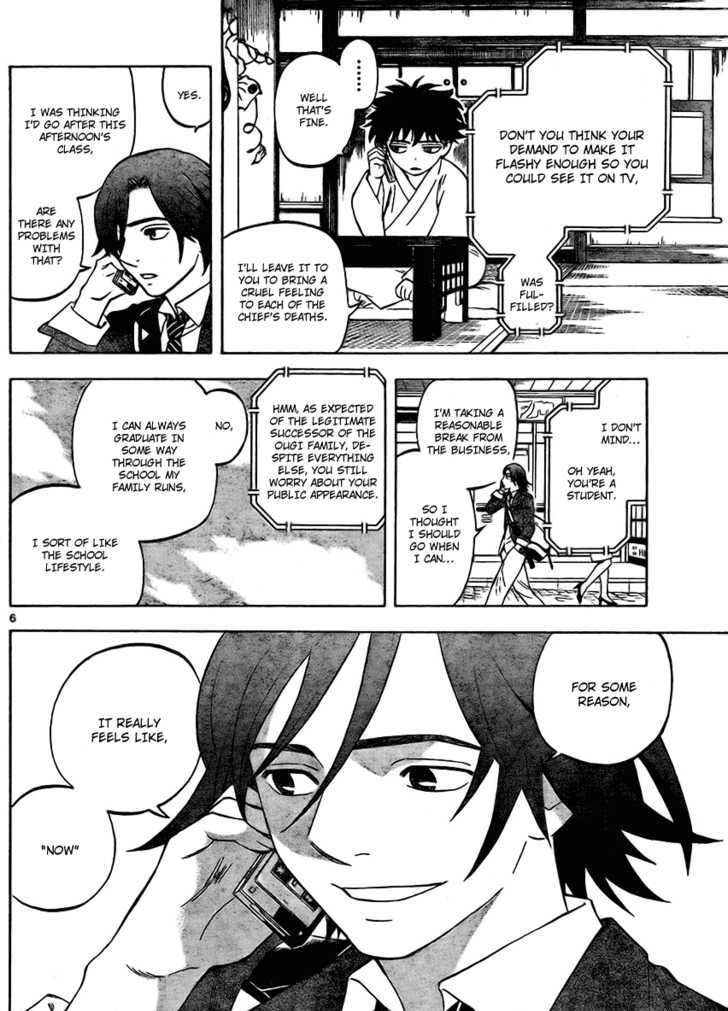 DON'T YOU THINK YOUR
DEMAND TO MAKE IT
FLASHY ENOUGH SO YOU
COULD SEE IT ON TV,
WAS
FUL-
FILLED?
........
WELL
THAT'S
FINE.
I'LL LEAVE IT TO
YOU TO BRING A
CRUEL FEELING
TO EACH OF THE
CHIEF'S DEATHS.
YES.
I WAS THINKING
I'D GO AFTER THIS
AFTERNOON'S
CLASS,
ARE
THERE ANY
PROBLEMS
WITH
THAT?
I DON'T
MIND...
OH YEAH,
YOU'RE A
STUDENT.
I'M TAKING A
REASONABLE
BREAK FROM
THE BUSINESS,
SO I
THOUGHT
I SHOULD
GO WHEN
I CAN...
HMM, AS EXPECTED
OF THE LEGITIMATE
SUCCESSOR OF THE
OUGI FAMILY, DE-
SPITE EVERYTHING
ELSE, YOU STILL
WORRY ABOUT YOUR
PUBLIC APPEARANCE.
NO,
I CAN ALWAYS
GRADUATE IN
SOME WAY
THROUGH THE
SCHOOL MY
FAMILY RUNS,
I SORT OF LIKE
THE SCHOOL
LIFESTYLE.
6
FOR SOME
REASON,
IT REALLY
FEELS LIKE,
"NOW"